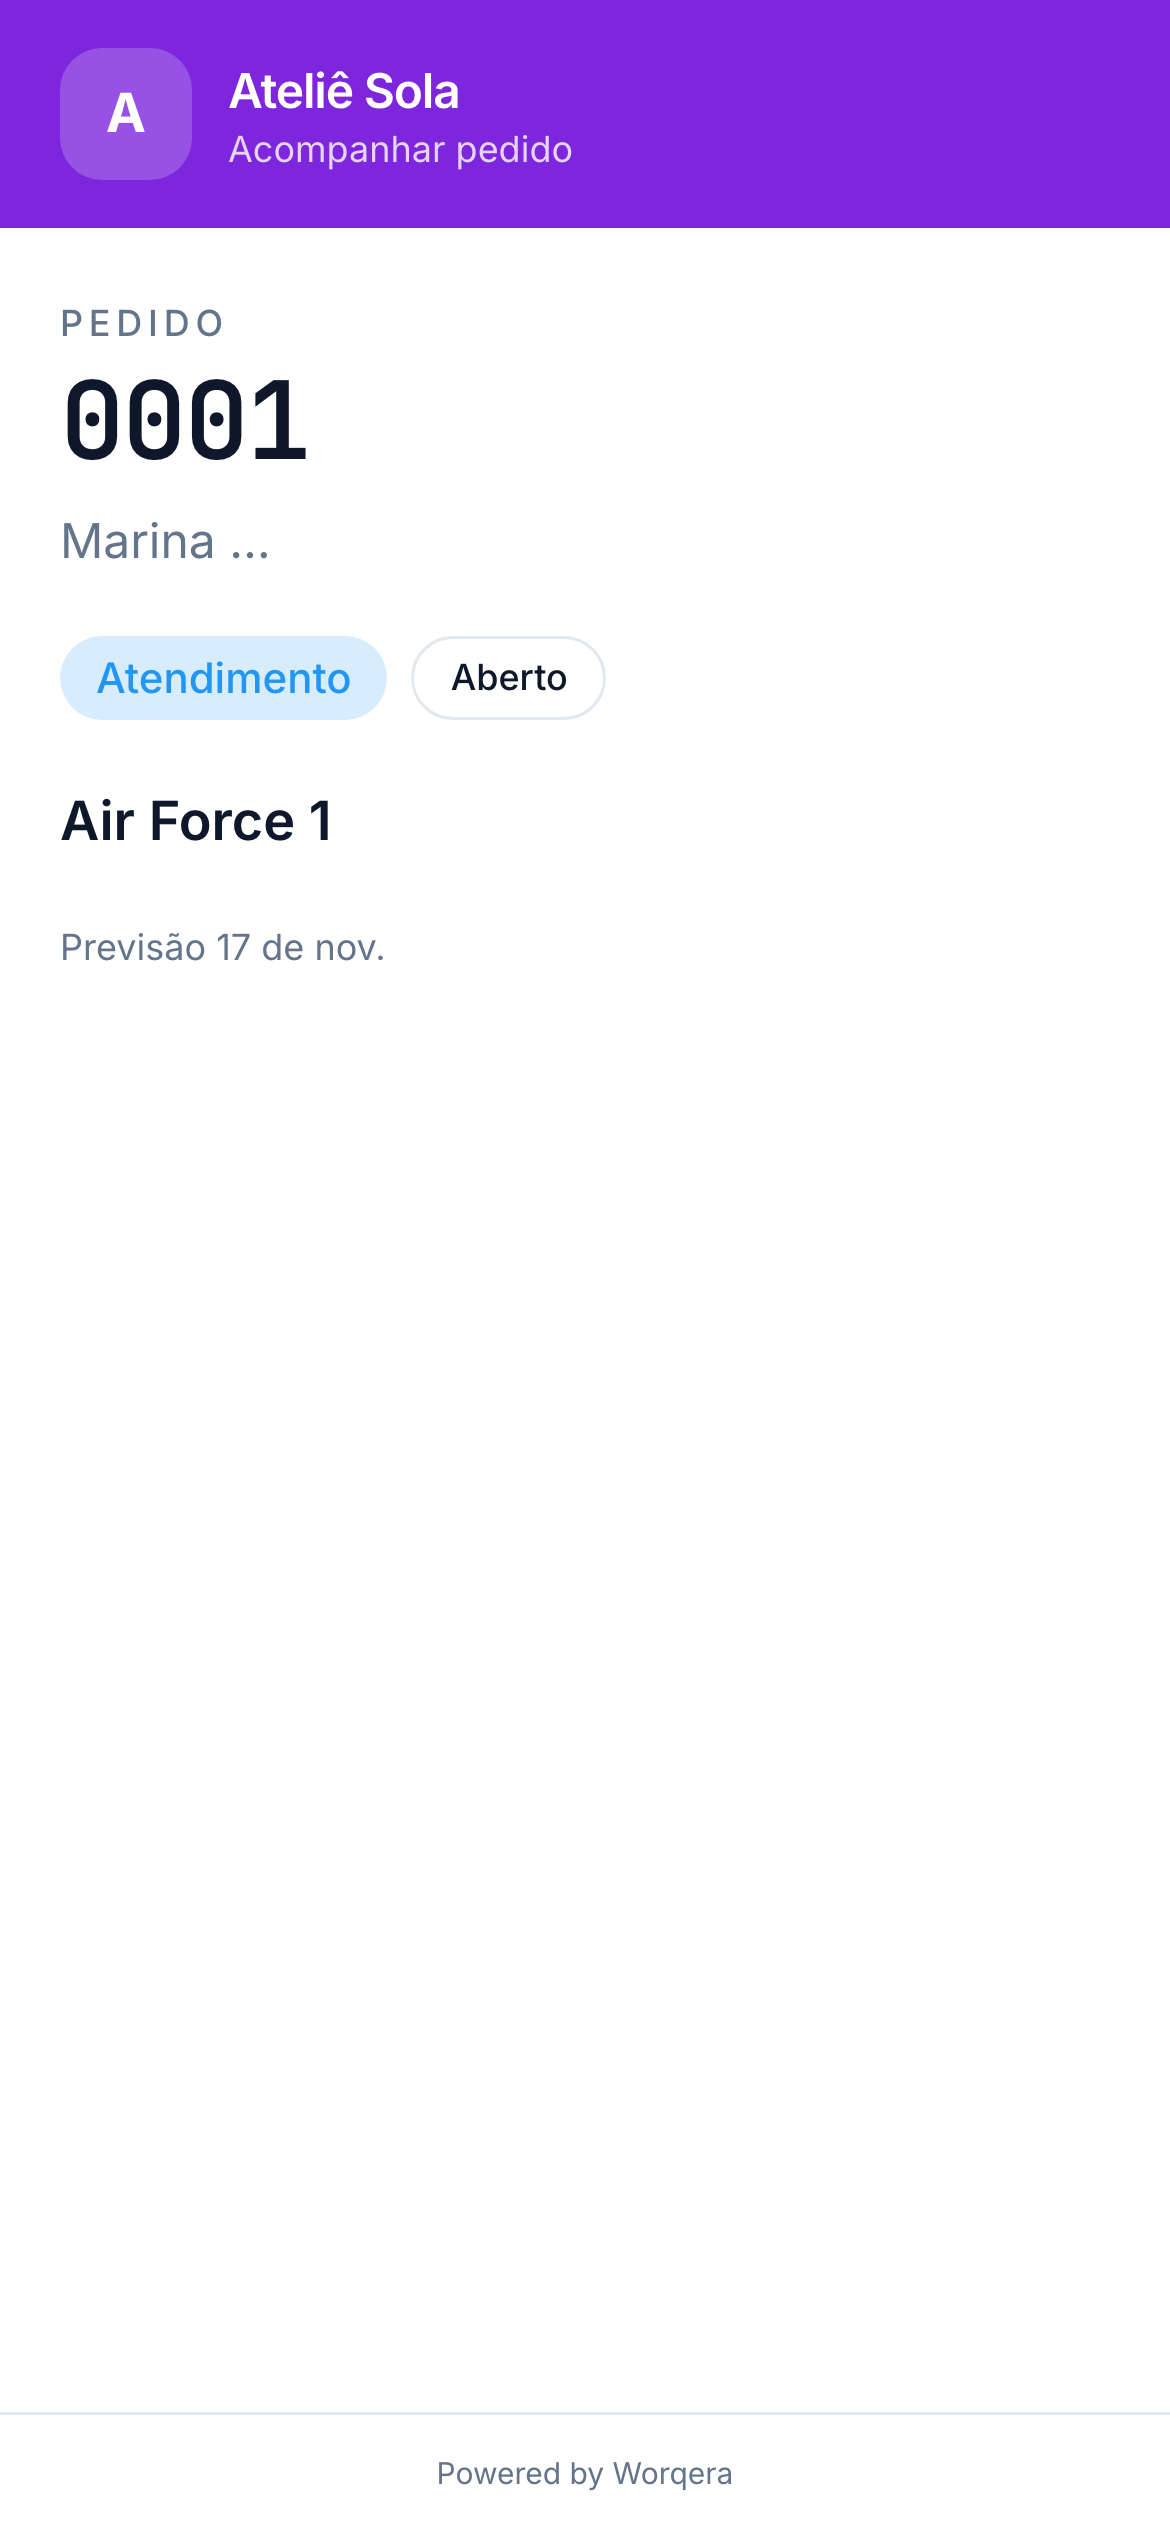 A
Ateliê Sola
Acompanhar pedido
PEDIDO
0001
Marina ...
Atendimento
Aberto
Air Force 1
Previsão 17 de nov.
Powered by Worqera